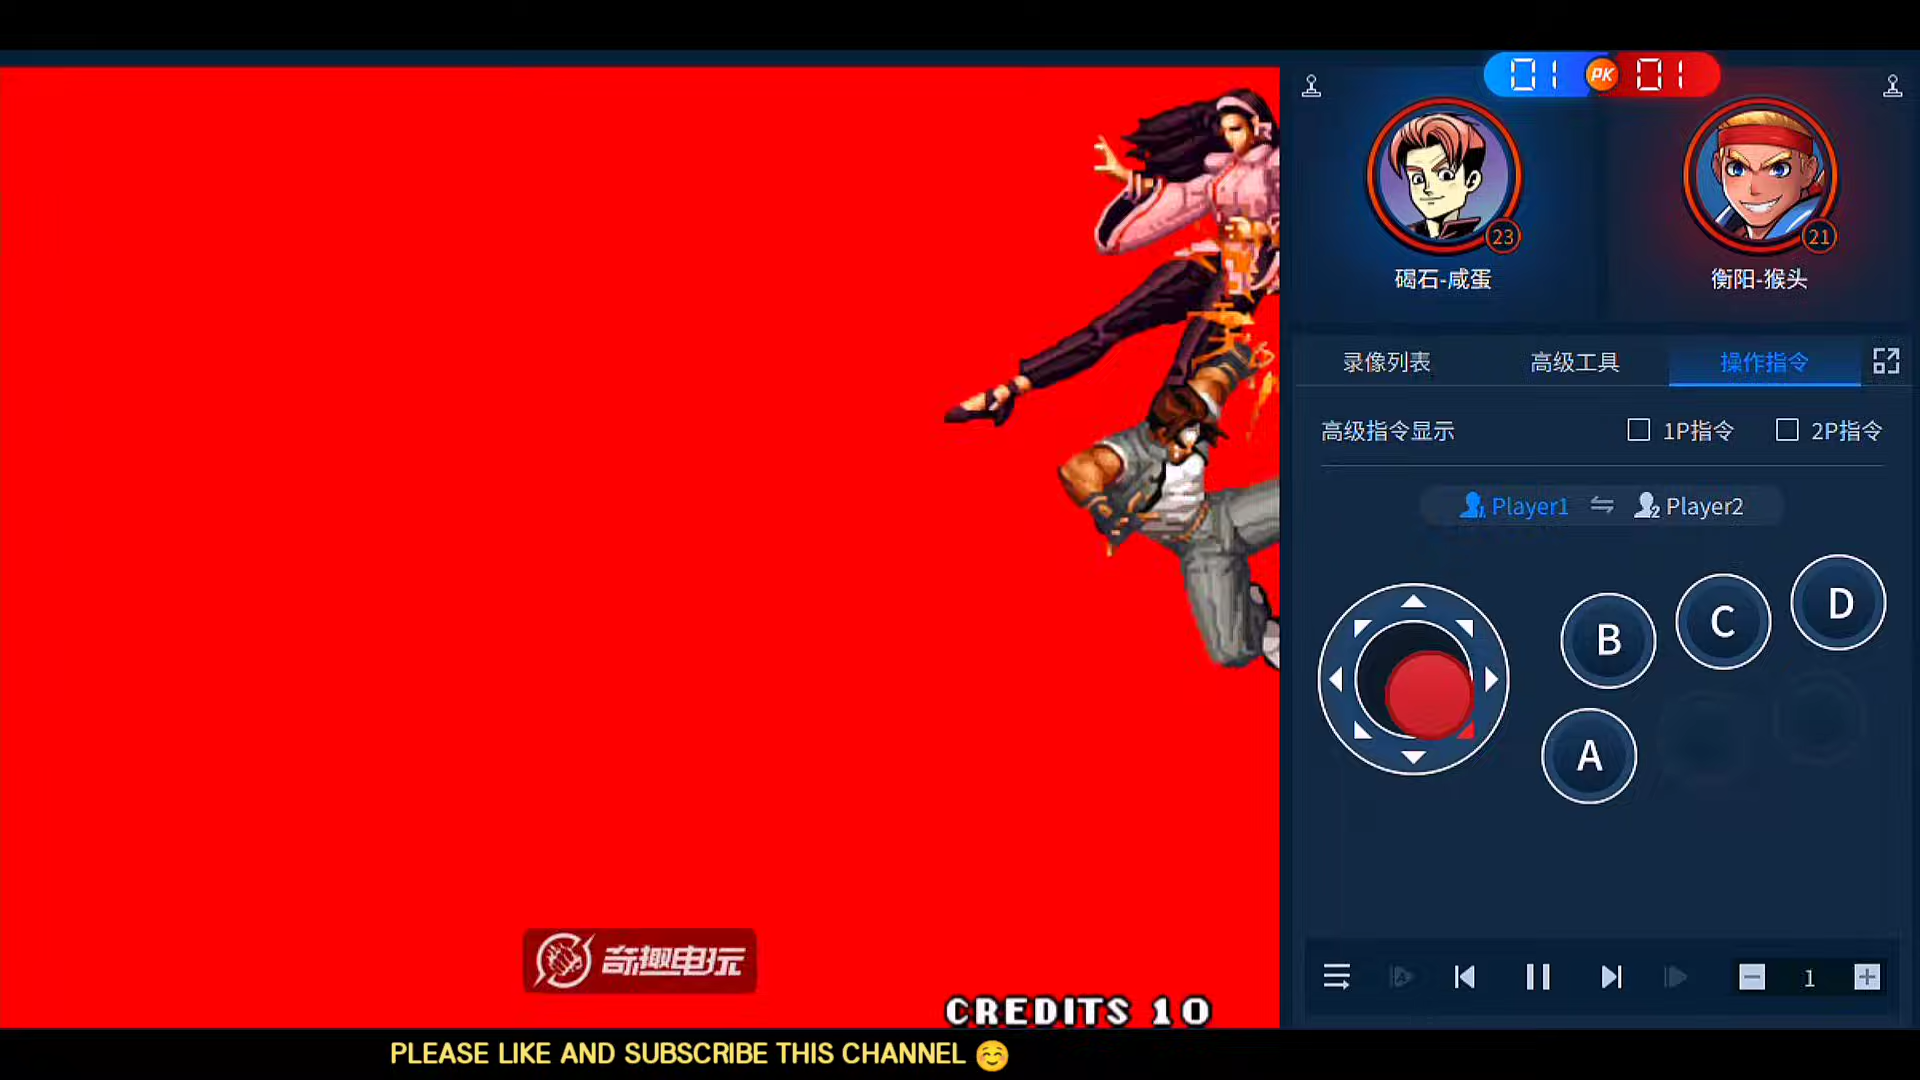 01 PK 01
23
21
碣石-咸蛋
衡阳-猴头
录像列表 高级工具 操作指令
高级指令显示 1P指令 2P指令
Player1 Player2
B C D
A
奇趣电玩
1
CREDITS 10
PLEASE LIKE AND SUBSCRIBE THIS CHANNEL ☺️